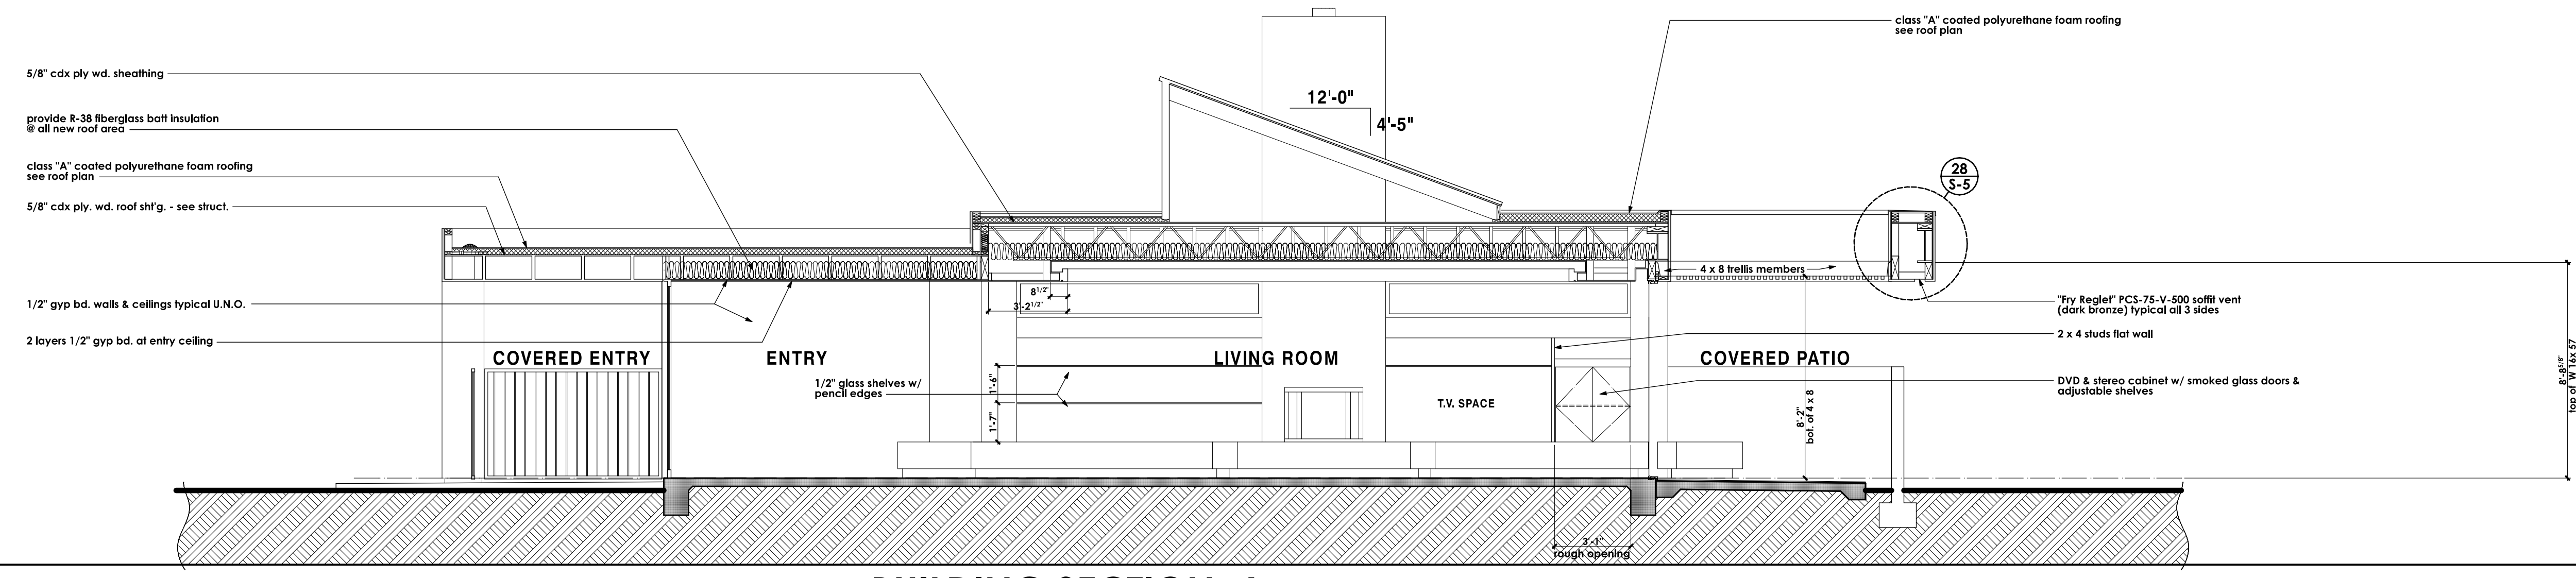 class "A" coated polyurethane foam roofing
see roof plan
5/8" cdx ply wd. sheathing
12'-0"
4'-5"
provide R-38 fiberglass batt insulation
@ all new roof area
class "A" coated polyurethane foam roofing
see roof plan
28
S-5
5/8" cdx ply. wd. roof sht'g. - see struct.
4 x 8 trellis members
8 1/2"
3'-2 1/2"
1/2" gyp bd. walls & ceilings typical U.N.O.
"Fry Reglet" PCS-75-V-500 soffit vent
(dark bronze) typical all 3 sides
2 x 4 studs flat wall
2 layers 1/2" gyp bd. at entry ceiling
COVERED ENTRY
ENTRY
LIVING ROOM
COVERED PATIO
1/2" glass shelves w/
pencil edges
1'-6"
1'-7"
T.V. SPACE
DVD & stereo cabinet w/ smoked glass doors &
adjustable shelves
8'-2"
bot. of 4 x 8
8'-8 5/8"
top of W 16x 57
3'-1"
rough opening